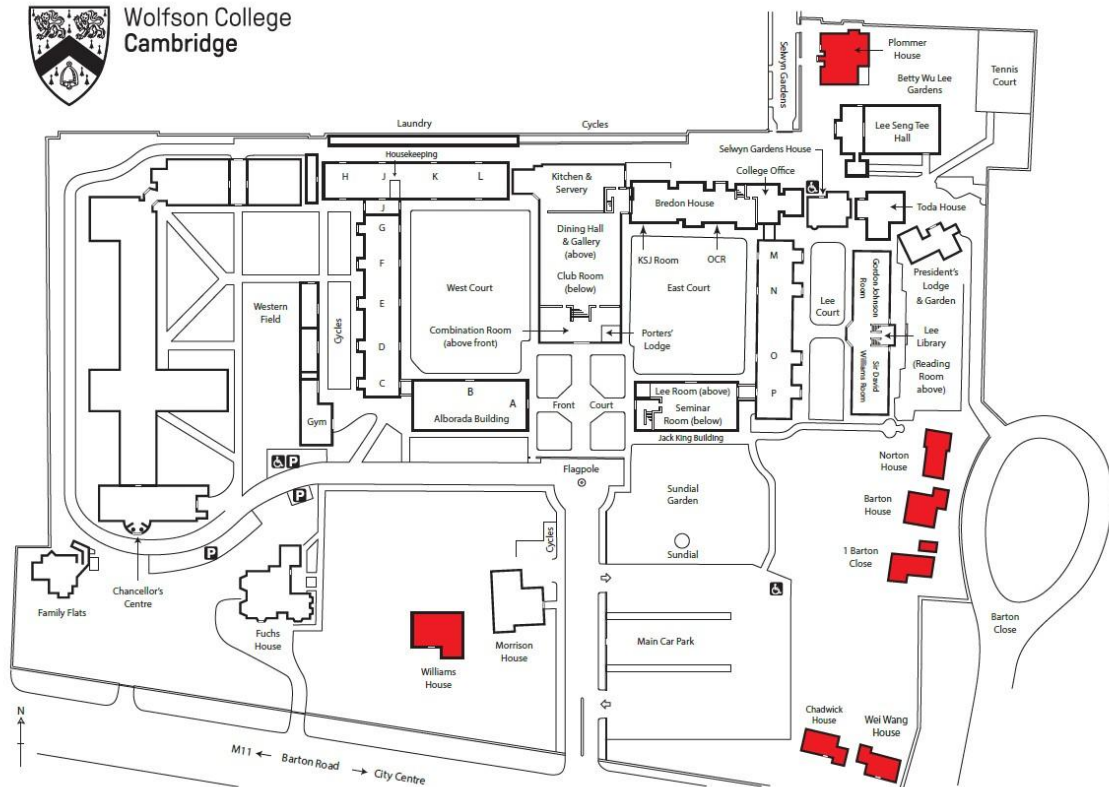 Wolfson College
Cambridge
Selwyn Gardens
Plommer
House
Betty Wu Lee
Gardens
Tennis
Court
Laundry
Cycles
Lee Seng Tee
Hall
Housekeeping
Selwyn Gardens House
College Office
H
J
K
L
Kitchen &
Servery
J
Bredon House
Toda House
G
F
E
D
C
Dining Hall
& Gallery
(above)
Club Room
(below)
KSJ Room
OCR
M
N
O
P
Gordon Johnson
Room
President's
Lodge
& Garden
West Court
East Court
Lee
Court
Western
Field
Cycles
Combination Room
(above front)
Porters'
Lodge
Lee
Library
(Reading
Room
above)
Sir David
Williams Room
B
A
Alborada Building
Front
Court
Lee Room (above)
Seminar
Room (below)
Jack King Building
Gym
P
P
P
Flagpole
Sundial
Garden
Sundial
Norton
House
Barton
House
1 Barton
Close
Barton
Close
Cycles
Family Flats
Chancellor's
Centre
Fuchs
House
Williams
House
Morrison
House
Main Car Park
Chadwick
House
Wei Wang
House
N
M11 ← Barton Road → City Centre